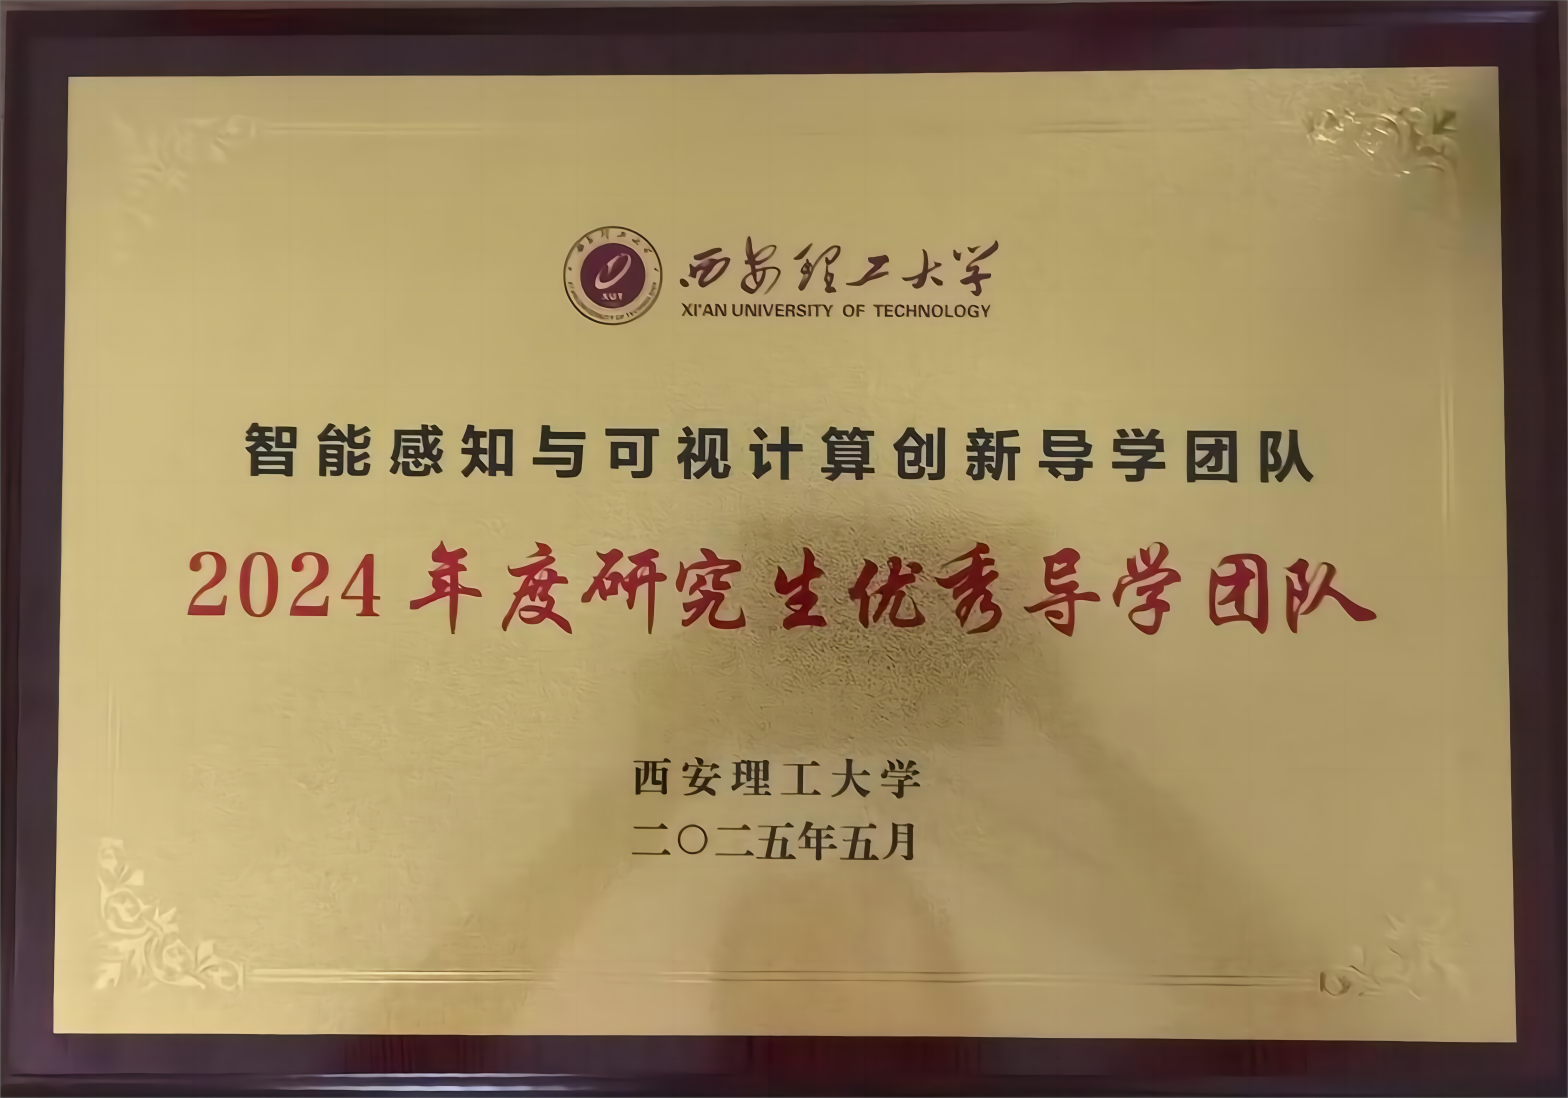 西安理工大学
XI'AN UNIVERSITY OF TECHNOLOGY
智能感知与可视计算创新导学团队
2024年度研究生优秀导学团队
西安理工大学
二〇二五年五月